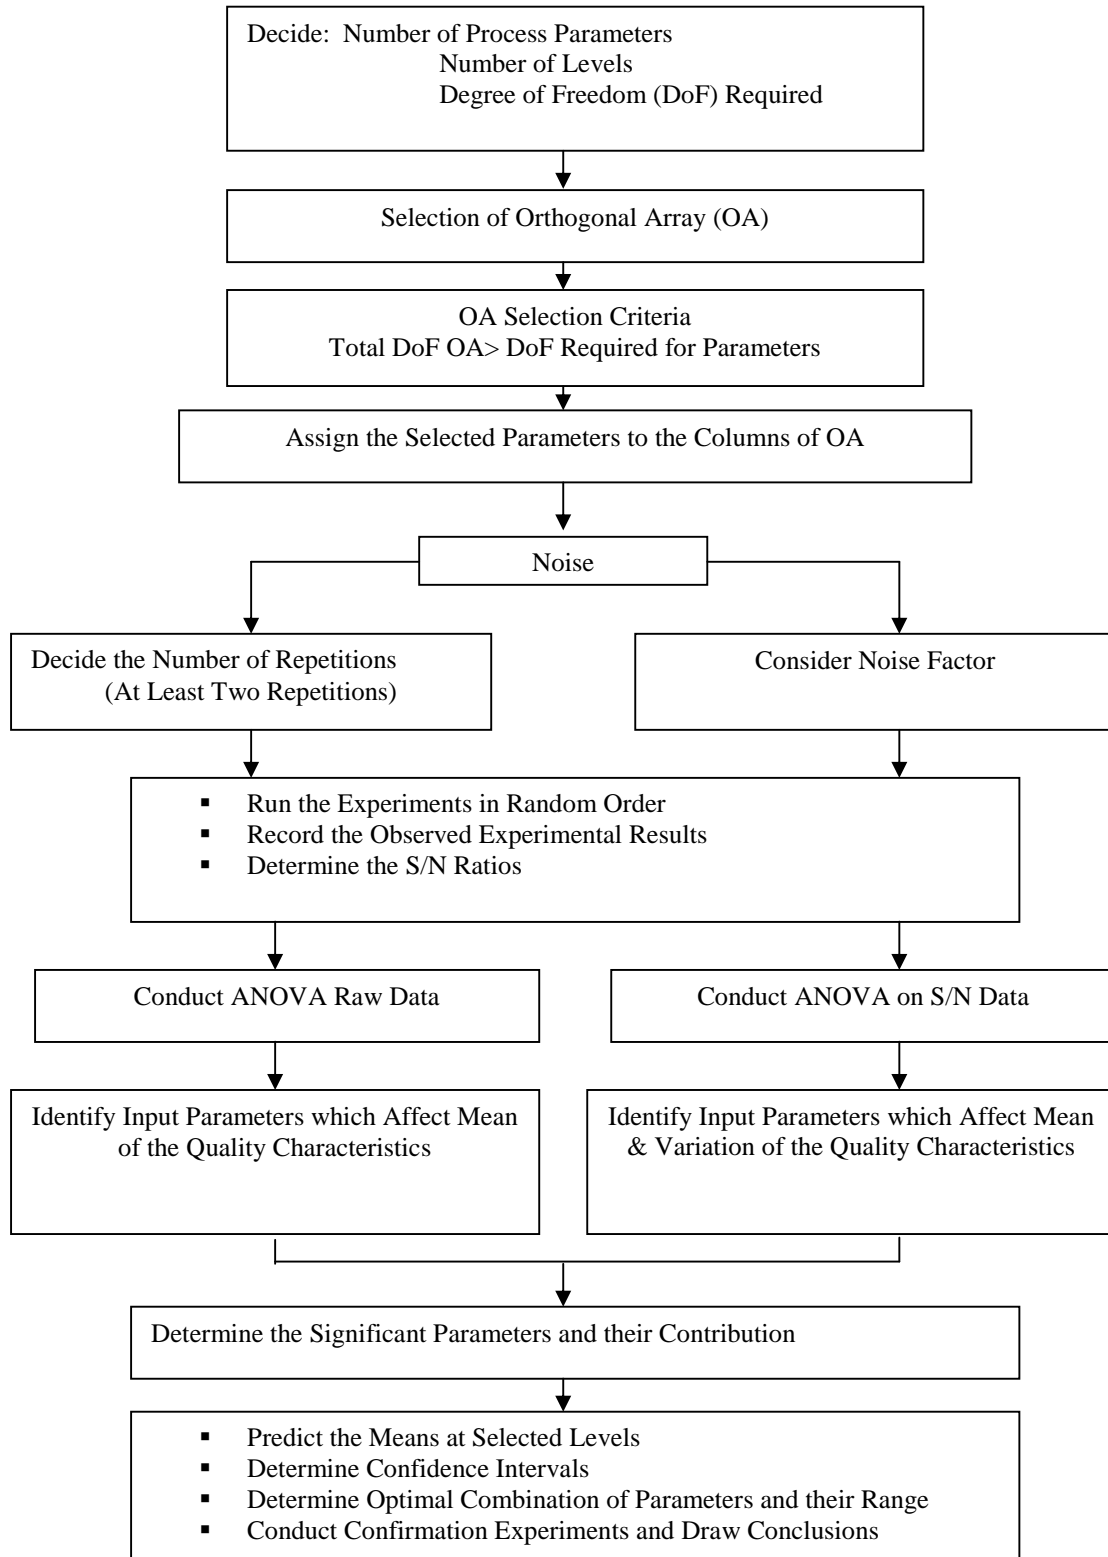 Decide: Number of Process Parameters
Number of Levels
Degree of Freedom (DoF) Required
Selection of Orthogonal Array (OA)
OA Selection Criteria
Total DoF OA> DoF Required for Parameters
Assign the Selected Parameters to the Columns of OA
Noise
Decide the Number of Repetitions
(At Least Two Repetitions)
Consider Noise Factor
▪ Run the Experiments in Random Order
▪ Record the Observed Experimental Results
▪ Determine the S/N Ratios
Conduct ANOVA Raw Data
Conduct ANOVA on S/N Data
Identify Input Parameters which Affect Mean
of the Quality Characteristics
Identify Input Parameters which Affect Mean
& Variation of the Quality Characteristics
Determine the Significant Parameters and their Contribution
▪ Predict the Means at Selected Levels
▪ Determine Confidence Intervals
▪ Determine Optimal Combination of Parameters and their Range
▪ Conduct Confirmation Experiments and Draw Conclusions